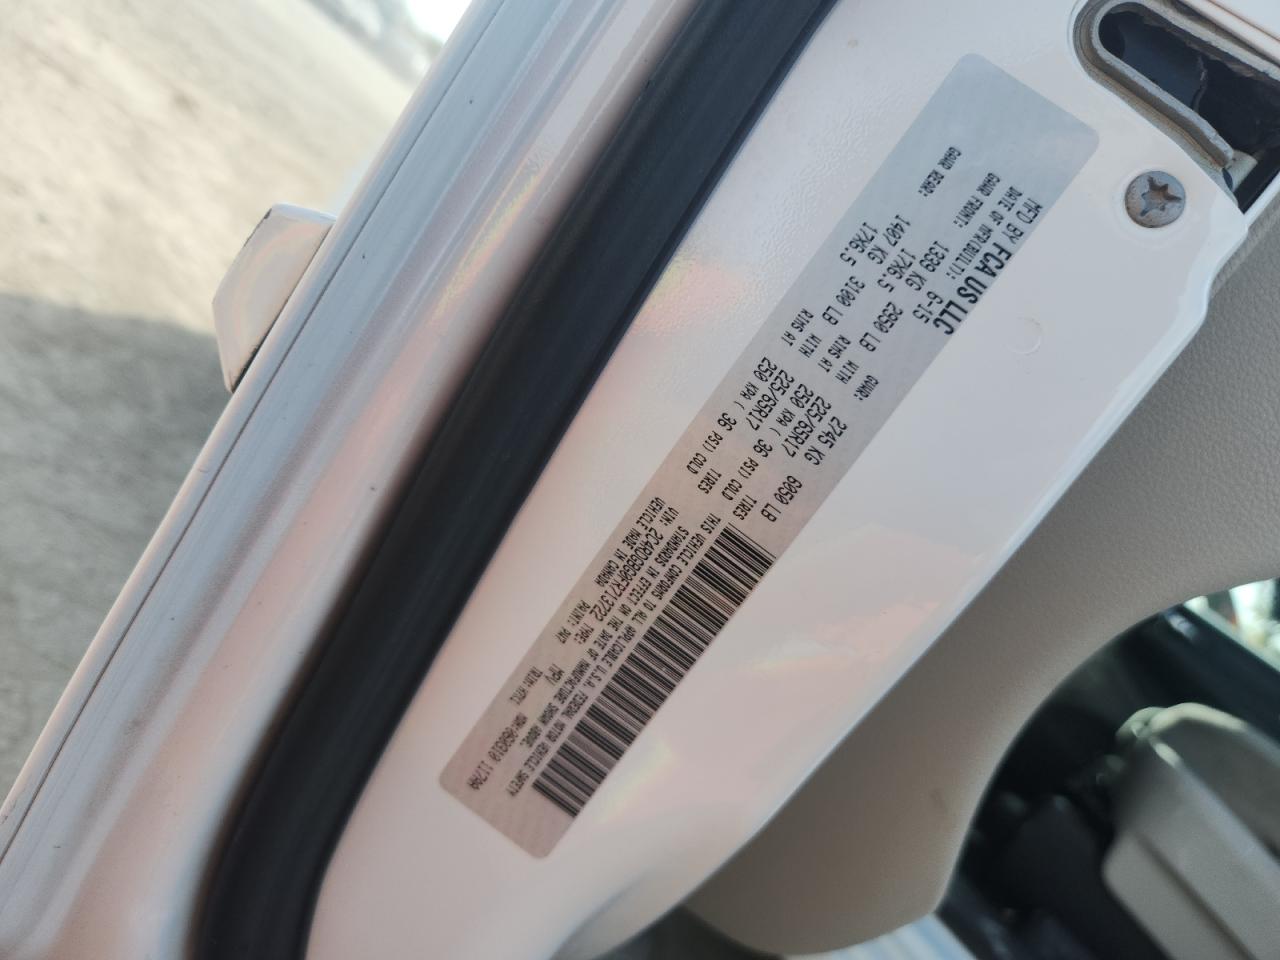 MFD BY FCA US LLC
DATE OF MFR(BUILD): 6-15 GVWR: 2745 KG 6050 LB
GAWR FRONT: 1339 KG 2950 LB WITH 225/65R17 TIRES
17X6.5 RIMS AT 250 KPA ( 36 PSI) COLD
GAWR REAR: 1407 KG 3100 LB WITH 225/65R17 TIRES
17X6.5 RIMS AT 250 KPA ( 36 PSI) COLD
THIS VEHICLE CONFORMS TO ALL APPLICABLE U.S.A. FEDERAL MOTOR VEHICLE SAFETY
STANDARDS IN EFFECT ON THE DATE OF MANUFACTURE SHOWN ABOVE.
VIN: 2C4RDGBG0FR713722 TYPE: MPV
VEHICLE MADE IN CANADA PAINT: PW7 TRIM: